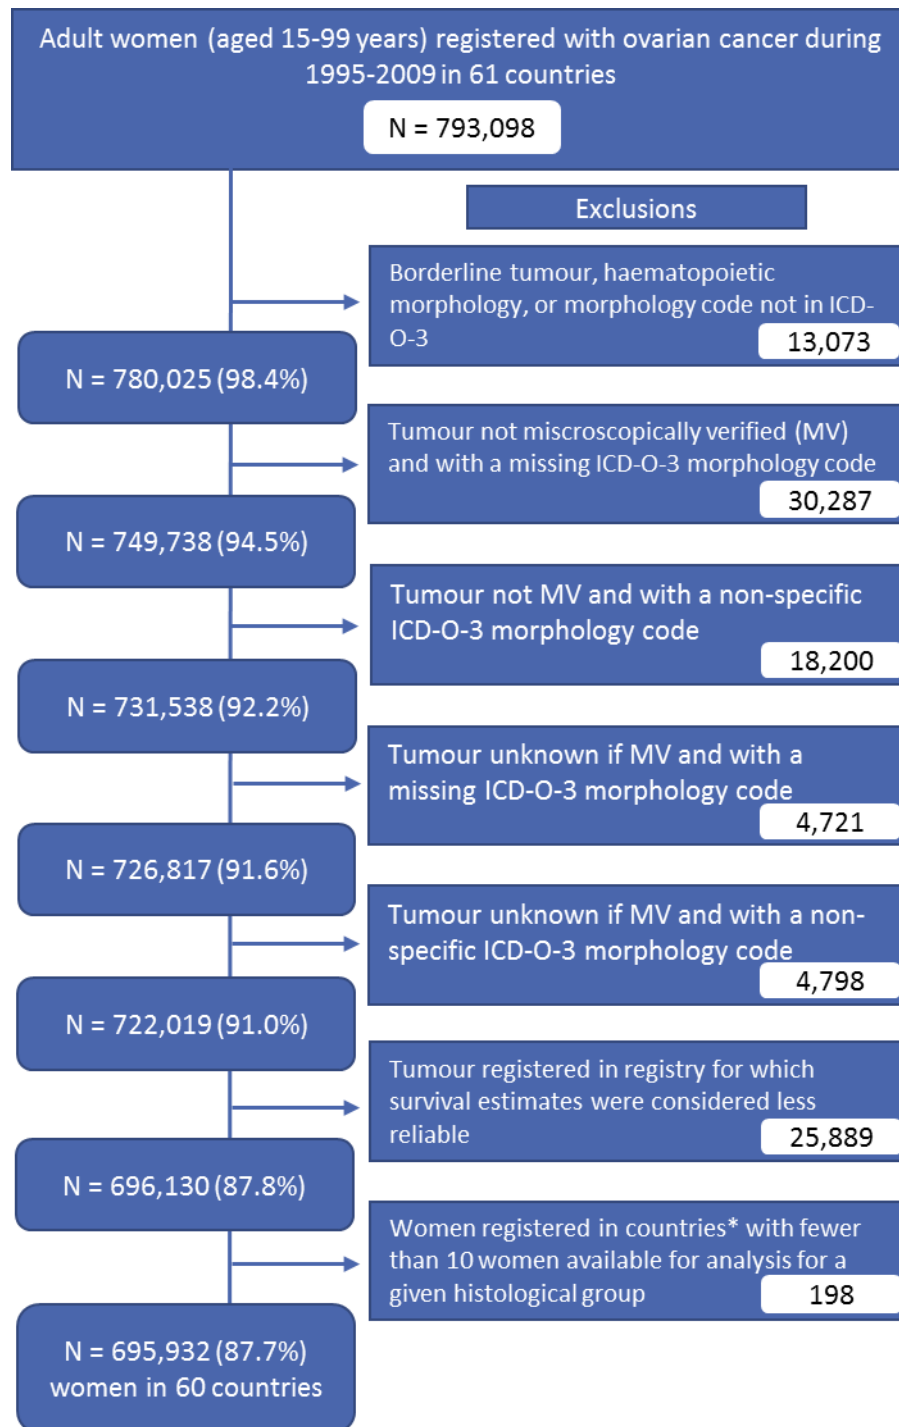 Adult women (aged 15-99 years) registered with ovarian cancer during
1995-2009 in 61 countries
N = 793,098
Exclusions
Borderline tumour, haematopoietic
morphology, or morphology code not in ICD-
O-3
13,073
N = 780,025 (98.4%)
Tumour not miscroscopically verified (MV)
and with a missing ICD-O-3 morphology code
30,287
N = 749,738 (94.5%)
Tumour not MV and with a non-specific
ICD-O-3 morphology code
18,200
N = 731,538 (92.2%)
Tumour unknown if MV and with a
missing ICD-O-3 morphology code
4,721
N = 726,817 (91.6%)
Tumour unknown if MV and with a non-
specific ICD-O-3 morphology code
4,798
N = 722,019 (91.0%)
Tumour registered in registry for which
survival estimates were considered less
reliable
25,889
N = 696,130 (87.8%)
Women registered in countries* with fewer
than 10 women available for analysis for a
given histological group
198
N = 695,932 (87.7%)
women in 60 countries